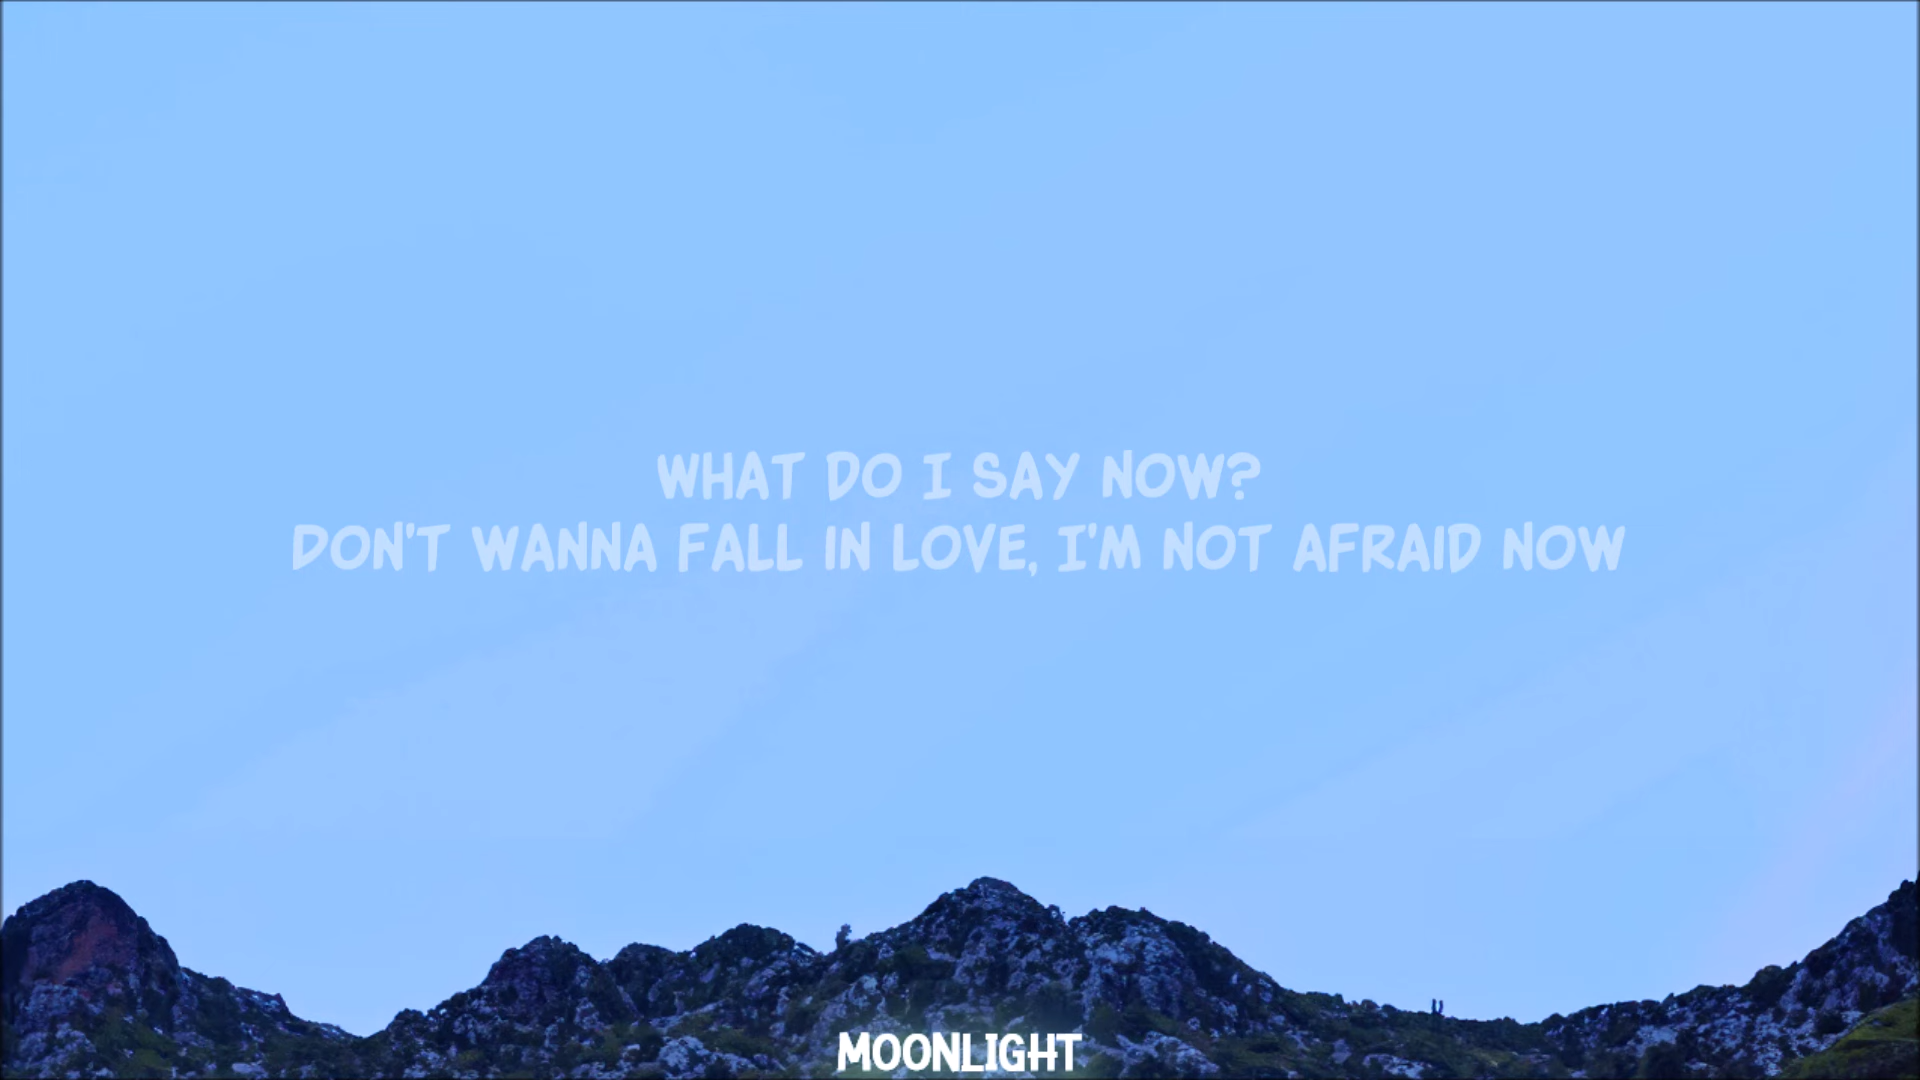 WHAT DO I SAY NOW?
DON'T WANNA FALL IN LOVE, I'M NOT AFRAID NOW
MOONLIGHT